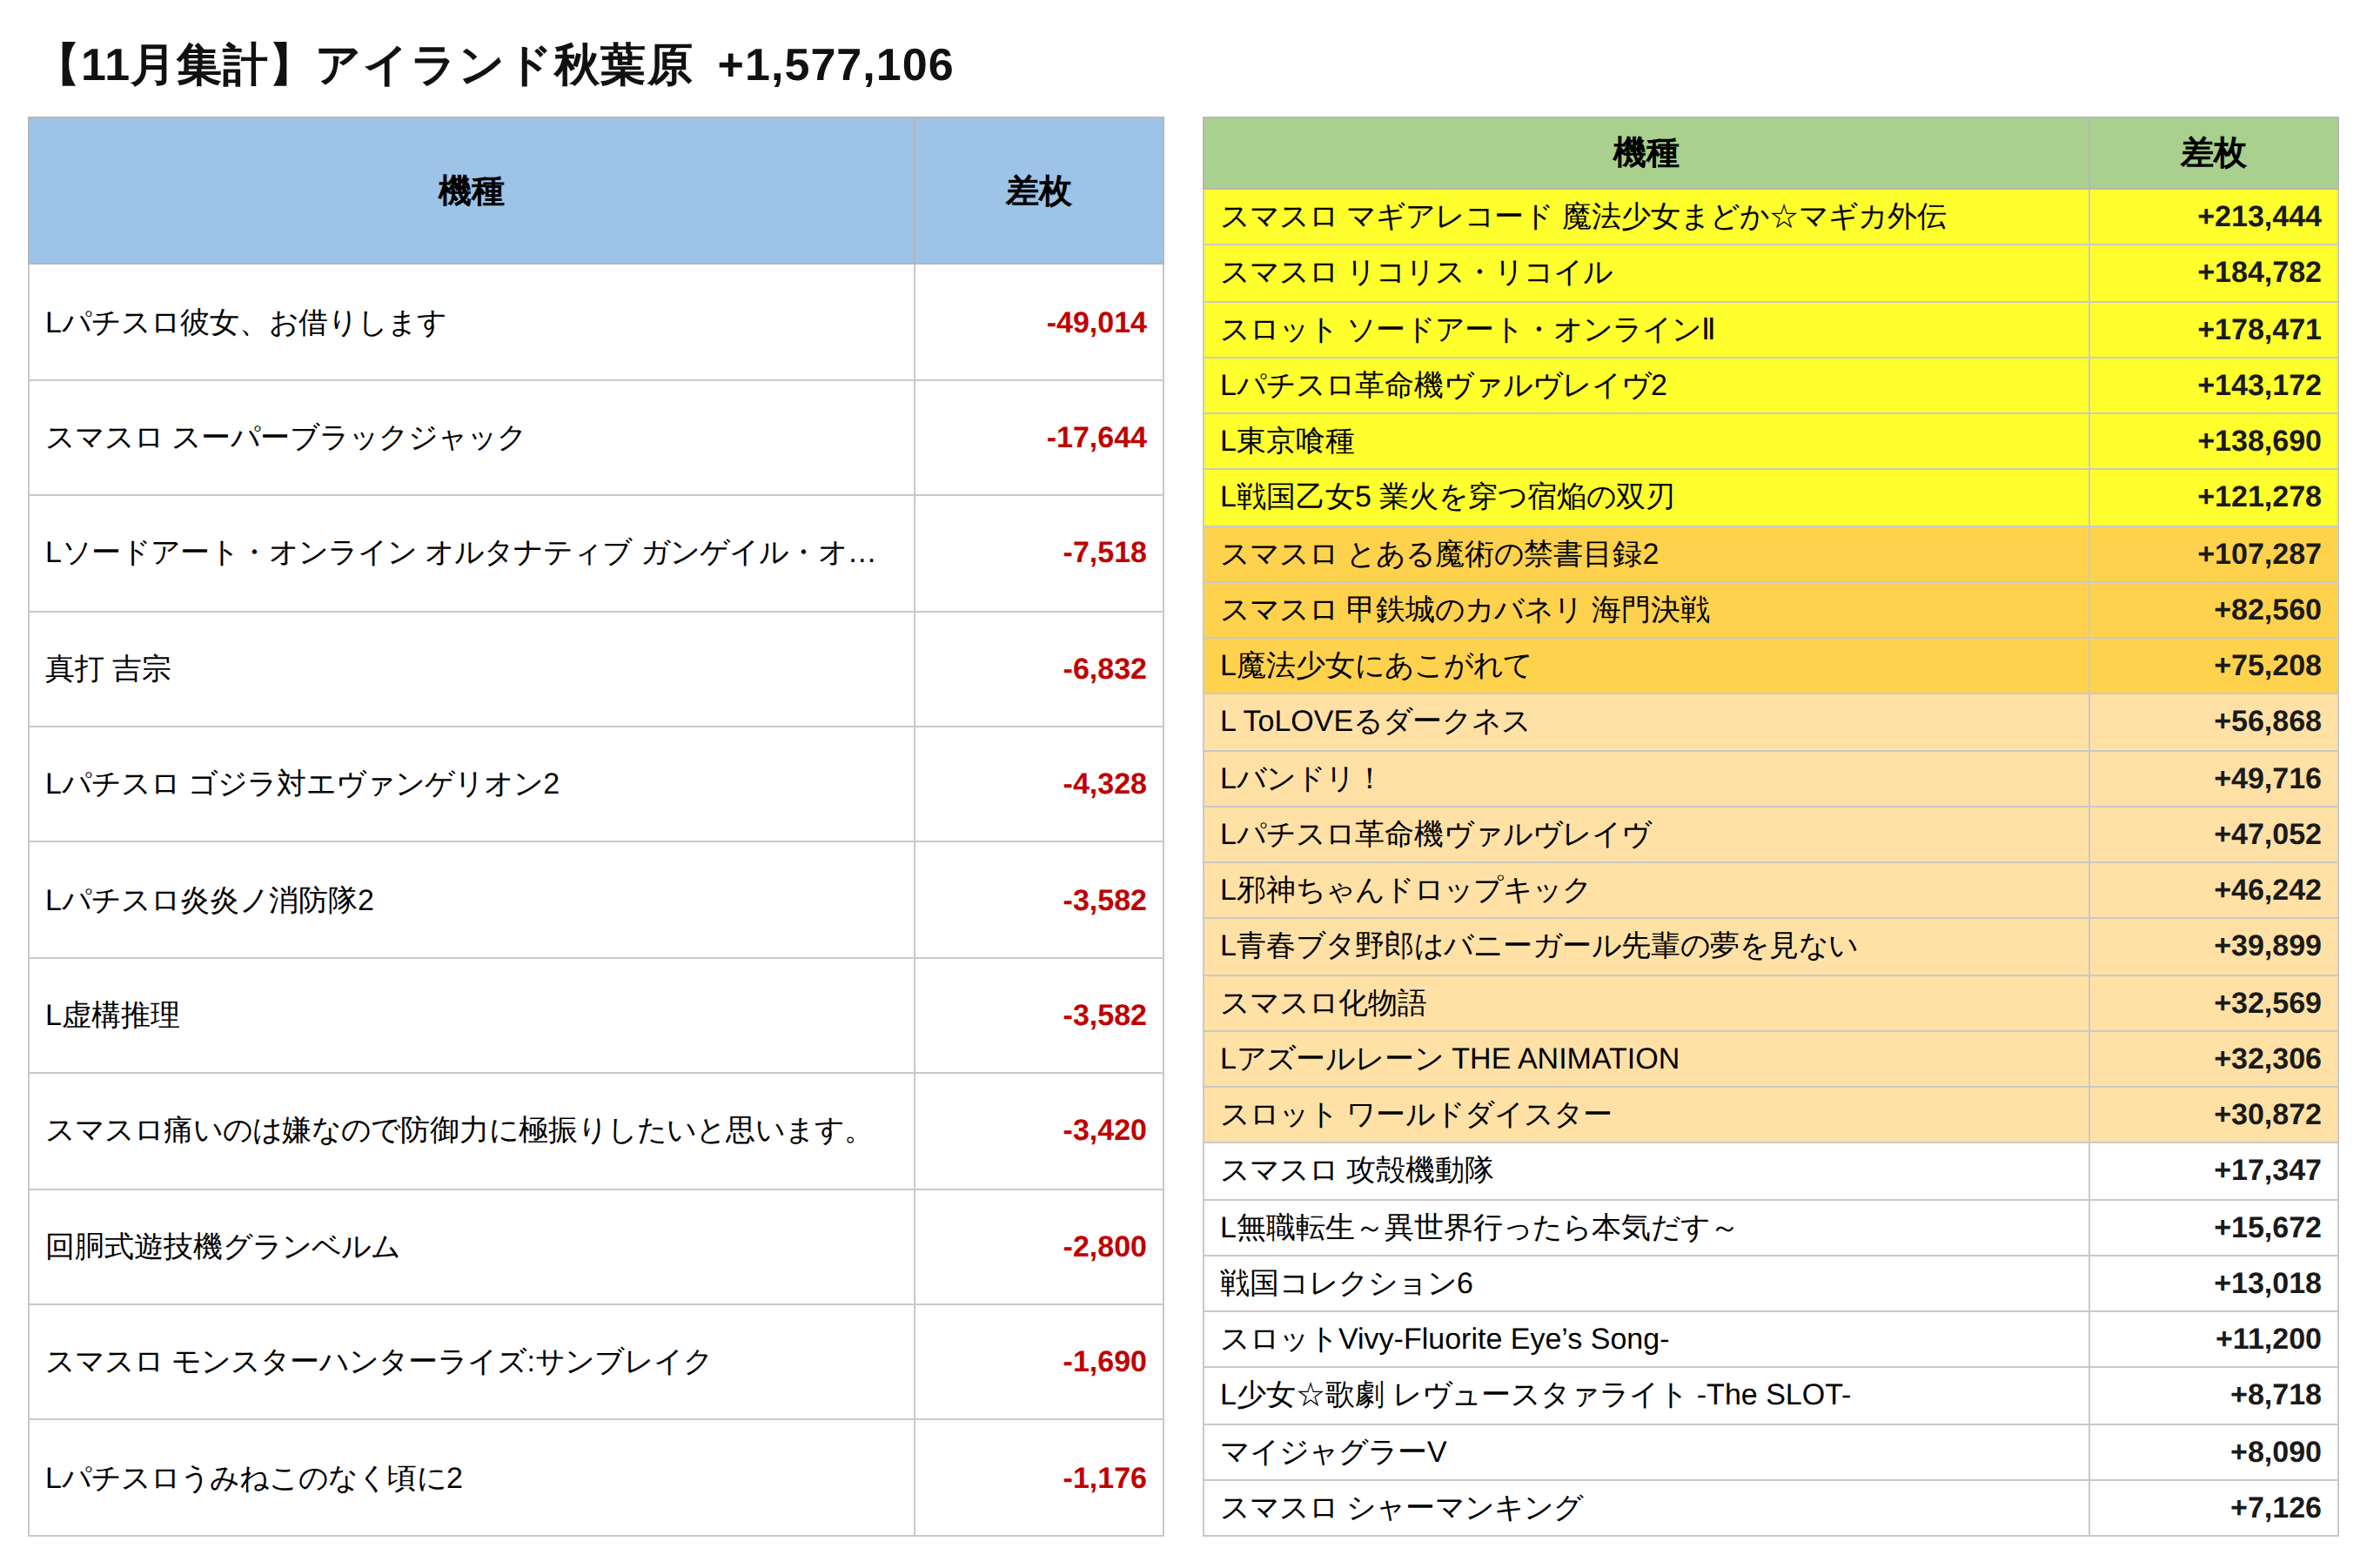 【11月集計】アイランド秋葉原 +1,577,106
機種 差枚
Lパチスロ彼女、お借りします -49,014
スマスロ スーパーブラックジャック -17,644
Lソードアート・オンライン オルタナティブ ガンゲイル・オ… -7,518
真打 吉宗 -6,832
Lパチスロ ゴジラ対エヴァンゲリオン2 -4,328
Lパチスロ炎炎ノ消防隊2 -3,582
L虚構推理 -3,582
スマスロ痛いのは嫌なので防御力に極振りしたいと思います。 -3,420
回胴式遊技機グランベルム -2,800
スマスロ モンスターハンターライズ:サンブレイク -1,690
Lパチスロうみねこのなく頃に2 -1,176
機種 差枚
スマスロ マギアレコード 魔法少女まどか☆マギカ外伝 +213,444
スマスロ リコリス・リコイル +184,782
スロット ソードアート・オンラインⅡ +178,471
Lパチスロ革命機ヴァルヴレイヴ2 +143,172
L東京喰種 +138,690
L戦国乙女5 業火を穿つ宿焔の双刃 +121,278
スマスロ とある魔術の禁書目録2 +107,287
スマスロ 甲鉄城のカバネリ 海門決戦 +82,560
L魔法少女にあこがれて +75,208
L ToLOVEるダークネス +56,868
Lバンドリ！ +49,716
Lパチスロ革命機ヴァルヴレイヴ +47,052
L邪神ちゃんドロップキック +46,242
L青春ブタ野郎はバニーガール先輩の夢を見ない +39,899
スマスロ化物語 +32,569
Lアズールレーン THE ANIMATION +32,306
スロット ワールドダイスター +30,872
スマスロ 攻殻機動隊 +17,347
L無職転生～異世界行ったら本気だす～ +15,672
戦国コレクション6 +13,018
スロットVivy-Fluorite Eye’s Song- +11,200
L少女☆歌劇 レヴュースタァライト -The SLOT- +8,718
マイジャグラーV +8,090
スマスロ シャーマンキング +7,126